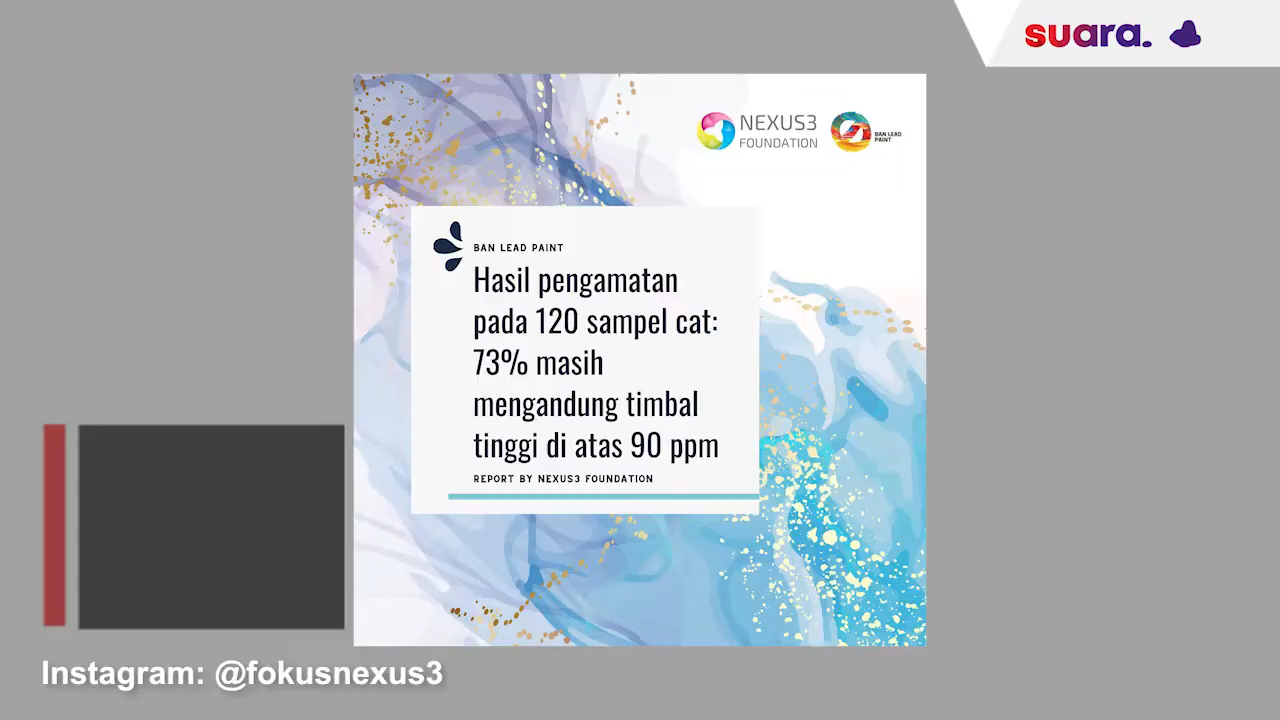 suara.
NEXUS3
FOUNDATION
BAN LEAD
PAINT
BAN LEAD PAINT
Hasil pengamatan
pada 120 sampel cat:
73% masih
mengandung timbal
tinggi di atas 90 ppm
REPORT BY NEXUS3 FOUNDATION
Instagram: @fokusnexus3